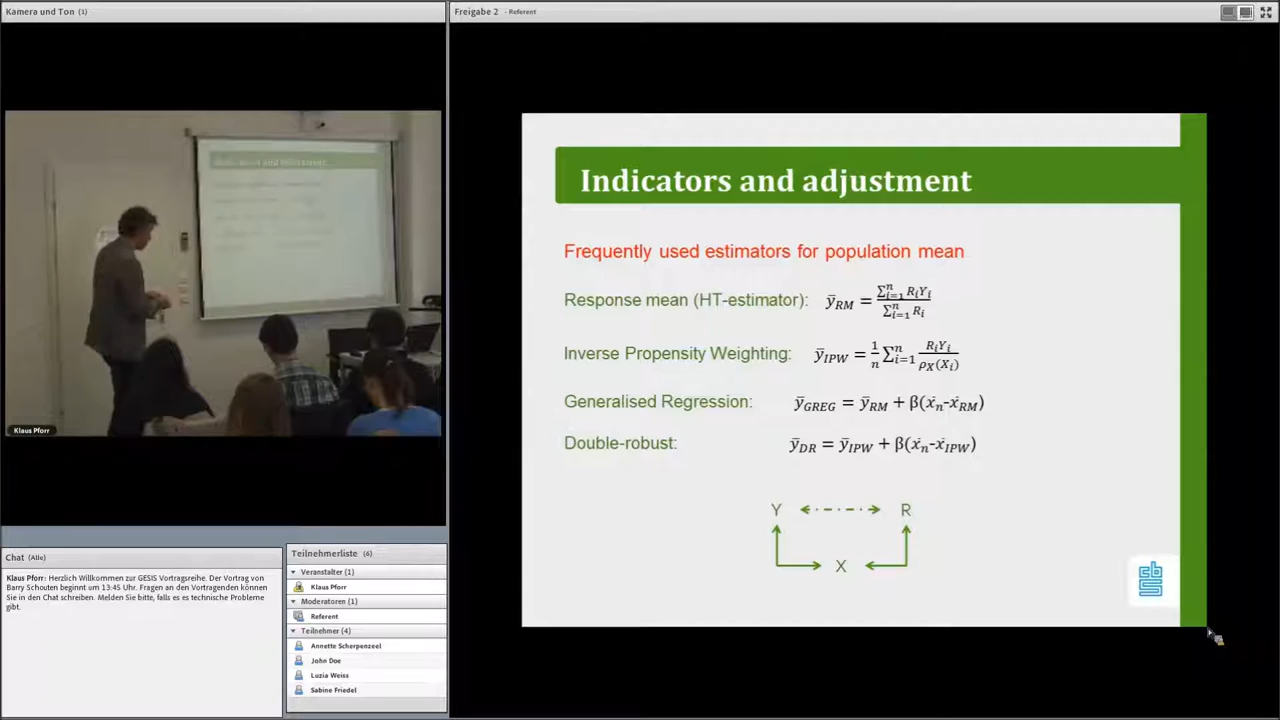 Kamera und Ton (1)
Klaus Pforr
Chat (Alle)
Klaus Pforr: Herzlich Willkommen zur GESIS Vortragsreihe. Der Vortrag von
Barry Schouten beginnt um 13:45 Uhr. Fragen an den Vortragenden können
Sie in den Chat schreiben. Melden Sie bitte, falls es es technische Probleme
gibt.
Teilnehmerliste (6)
Veranstalter (1)
Klaus Pforr
Moderatoren (1)
Referent
Teilnehmer (4)
Annette Scherpenzeel
John Doe
Luzia Weiss
Sabine Friedel
Freigabe 2 - Referent
Indicators and adjustment
Frequently used estimators for population mean
Response mean (HT-estimator): ȳ_RM = \frac{∑_{i=1}^{n} R_i Y_i}{∑_{i=1}^{n} R_i}
Inverse Propensity Weighting: ȳ_IPW = \frac{1}{n} ∑_{i=1}^{n} \frac{R_i Y_i}{ρ_X(X_i)}
Generalised Regression: ȳ_GREG = ȳ_RM + β(x̄_n-x̄_RM)
Double-robust: ȳ_DR = ȳ_IPW + β(x̄_n-x̄_IPW)
Y R
X